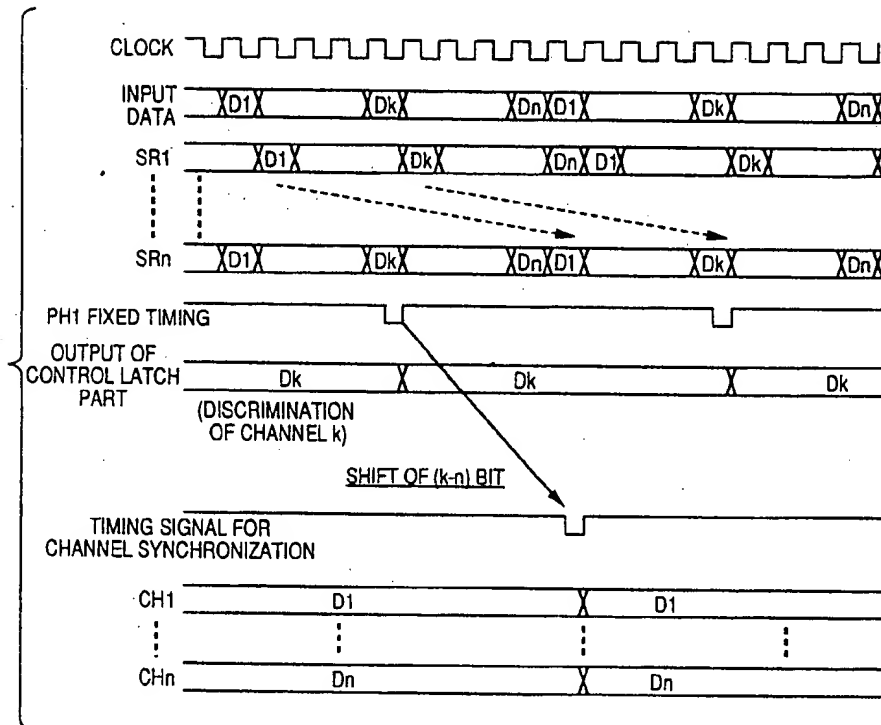 CLOCK
INPUT DATA D1 Dk Dn D1 Dk Dn
SR1 D1 Dk Dn D1 Dk
SRn D1 Dk Dn D1 Dk Dn
PH1 FIXED TIMING
OUTPUT OF CONTROL LATCH PART Dk Dk Dk
(DISCRIMINATION
OF CHANNEL k)
SHIFT OF (k-n) BIT
TIMING SIGNAL FOR
CHANNEL SYNCHRONIZATION
CH1 D1 D1
CHn Dn Dn